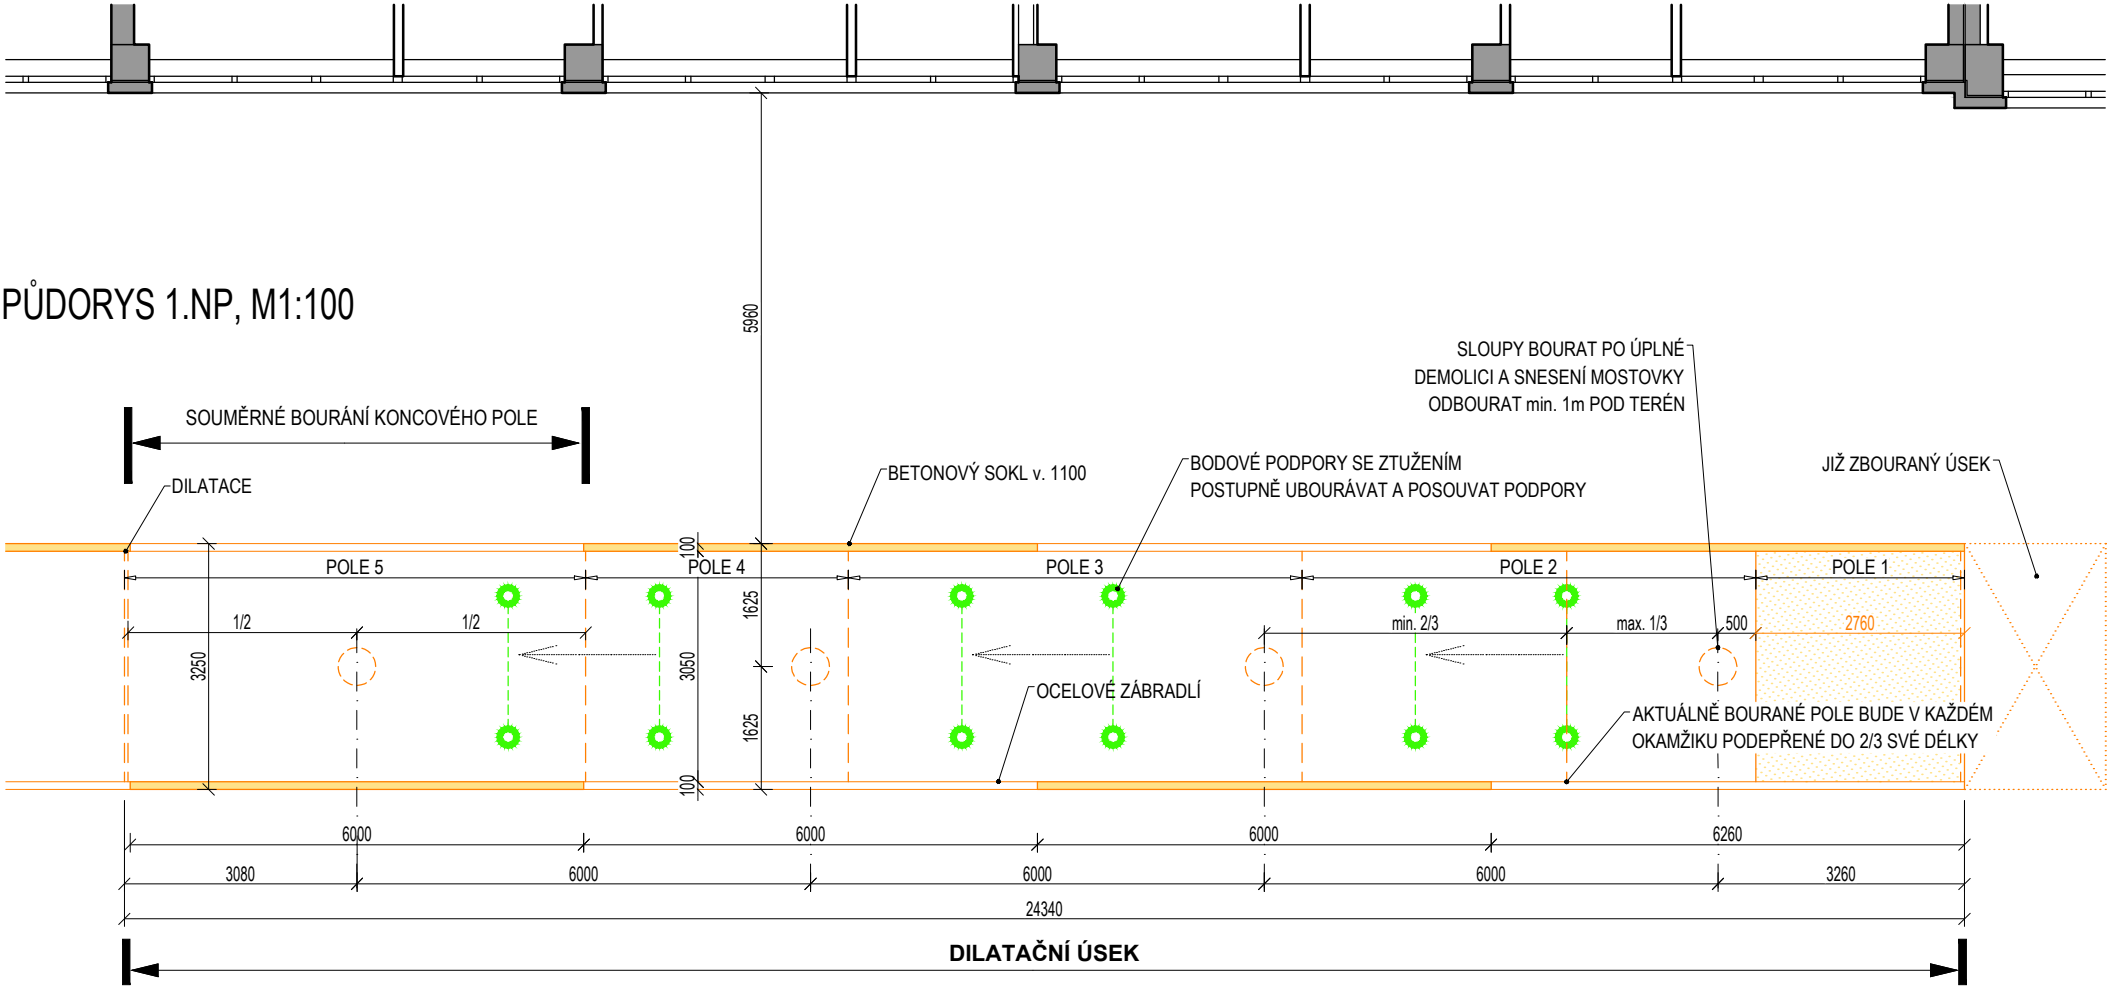 PŮDORYS 1.NP, M1:100
5960
SLOUPY BOURAT PO ÚPLNÉ
DEMOLICI A SNESENÍ MOSTOVKY
ODBOURAT min. 1m POD TERÉN
SOUMĚRNÉ BOURÁNÍ KONCOVÉHO POLE
DILATACE
BETONOVÝ SOKL v. 1100
BODOVÉ PODPORY SE ZTUŽENÍM
POSTUPNĚ UBOURÁVAT A POSOUVAT PODPORY
JIŽ ZBOURANÝ ÚSEK
100
POLE 5
POLE 4
POLE 3
POLE 2
POLE 1
1/2
1/2
1625
min. 2/3
max. 1/3
500
2760
3250
3050
1625
OCELOVÉ ZÁBRADLÍ
AKTUÁLNĚ BOURANÉ POLE BUDE V KAŽDÉM
OKAMŽIKU PODEPŘENÉ DO 2/3 SVÉ DÉLKY
100
6000
6000
6000
6260
3080
6000
6000
6000
3260
24340
DILATAČNÍ ÚSEK